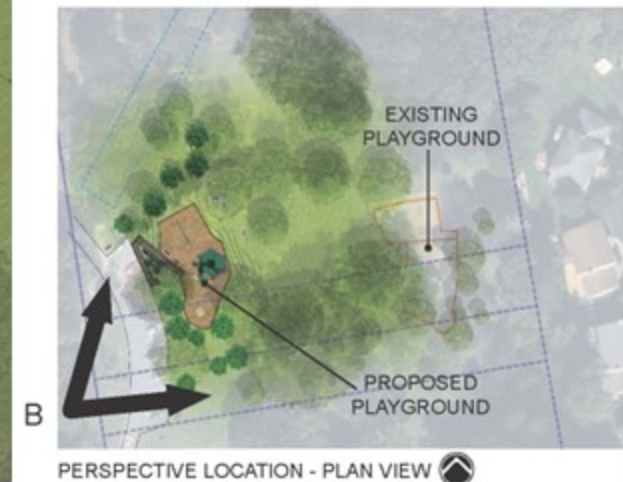 EXISTING
PLAYGROUND
PROPOSED
PLAYGROUND
B
PERSPECTIVE LOCATION - PLAN VIEW